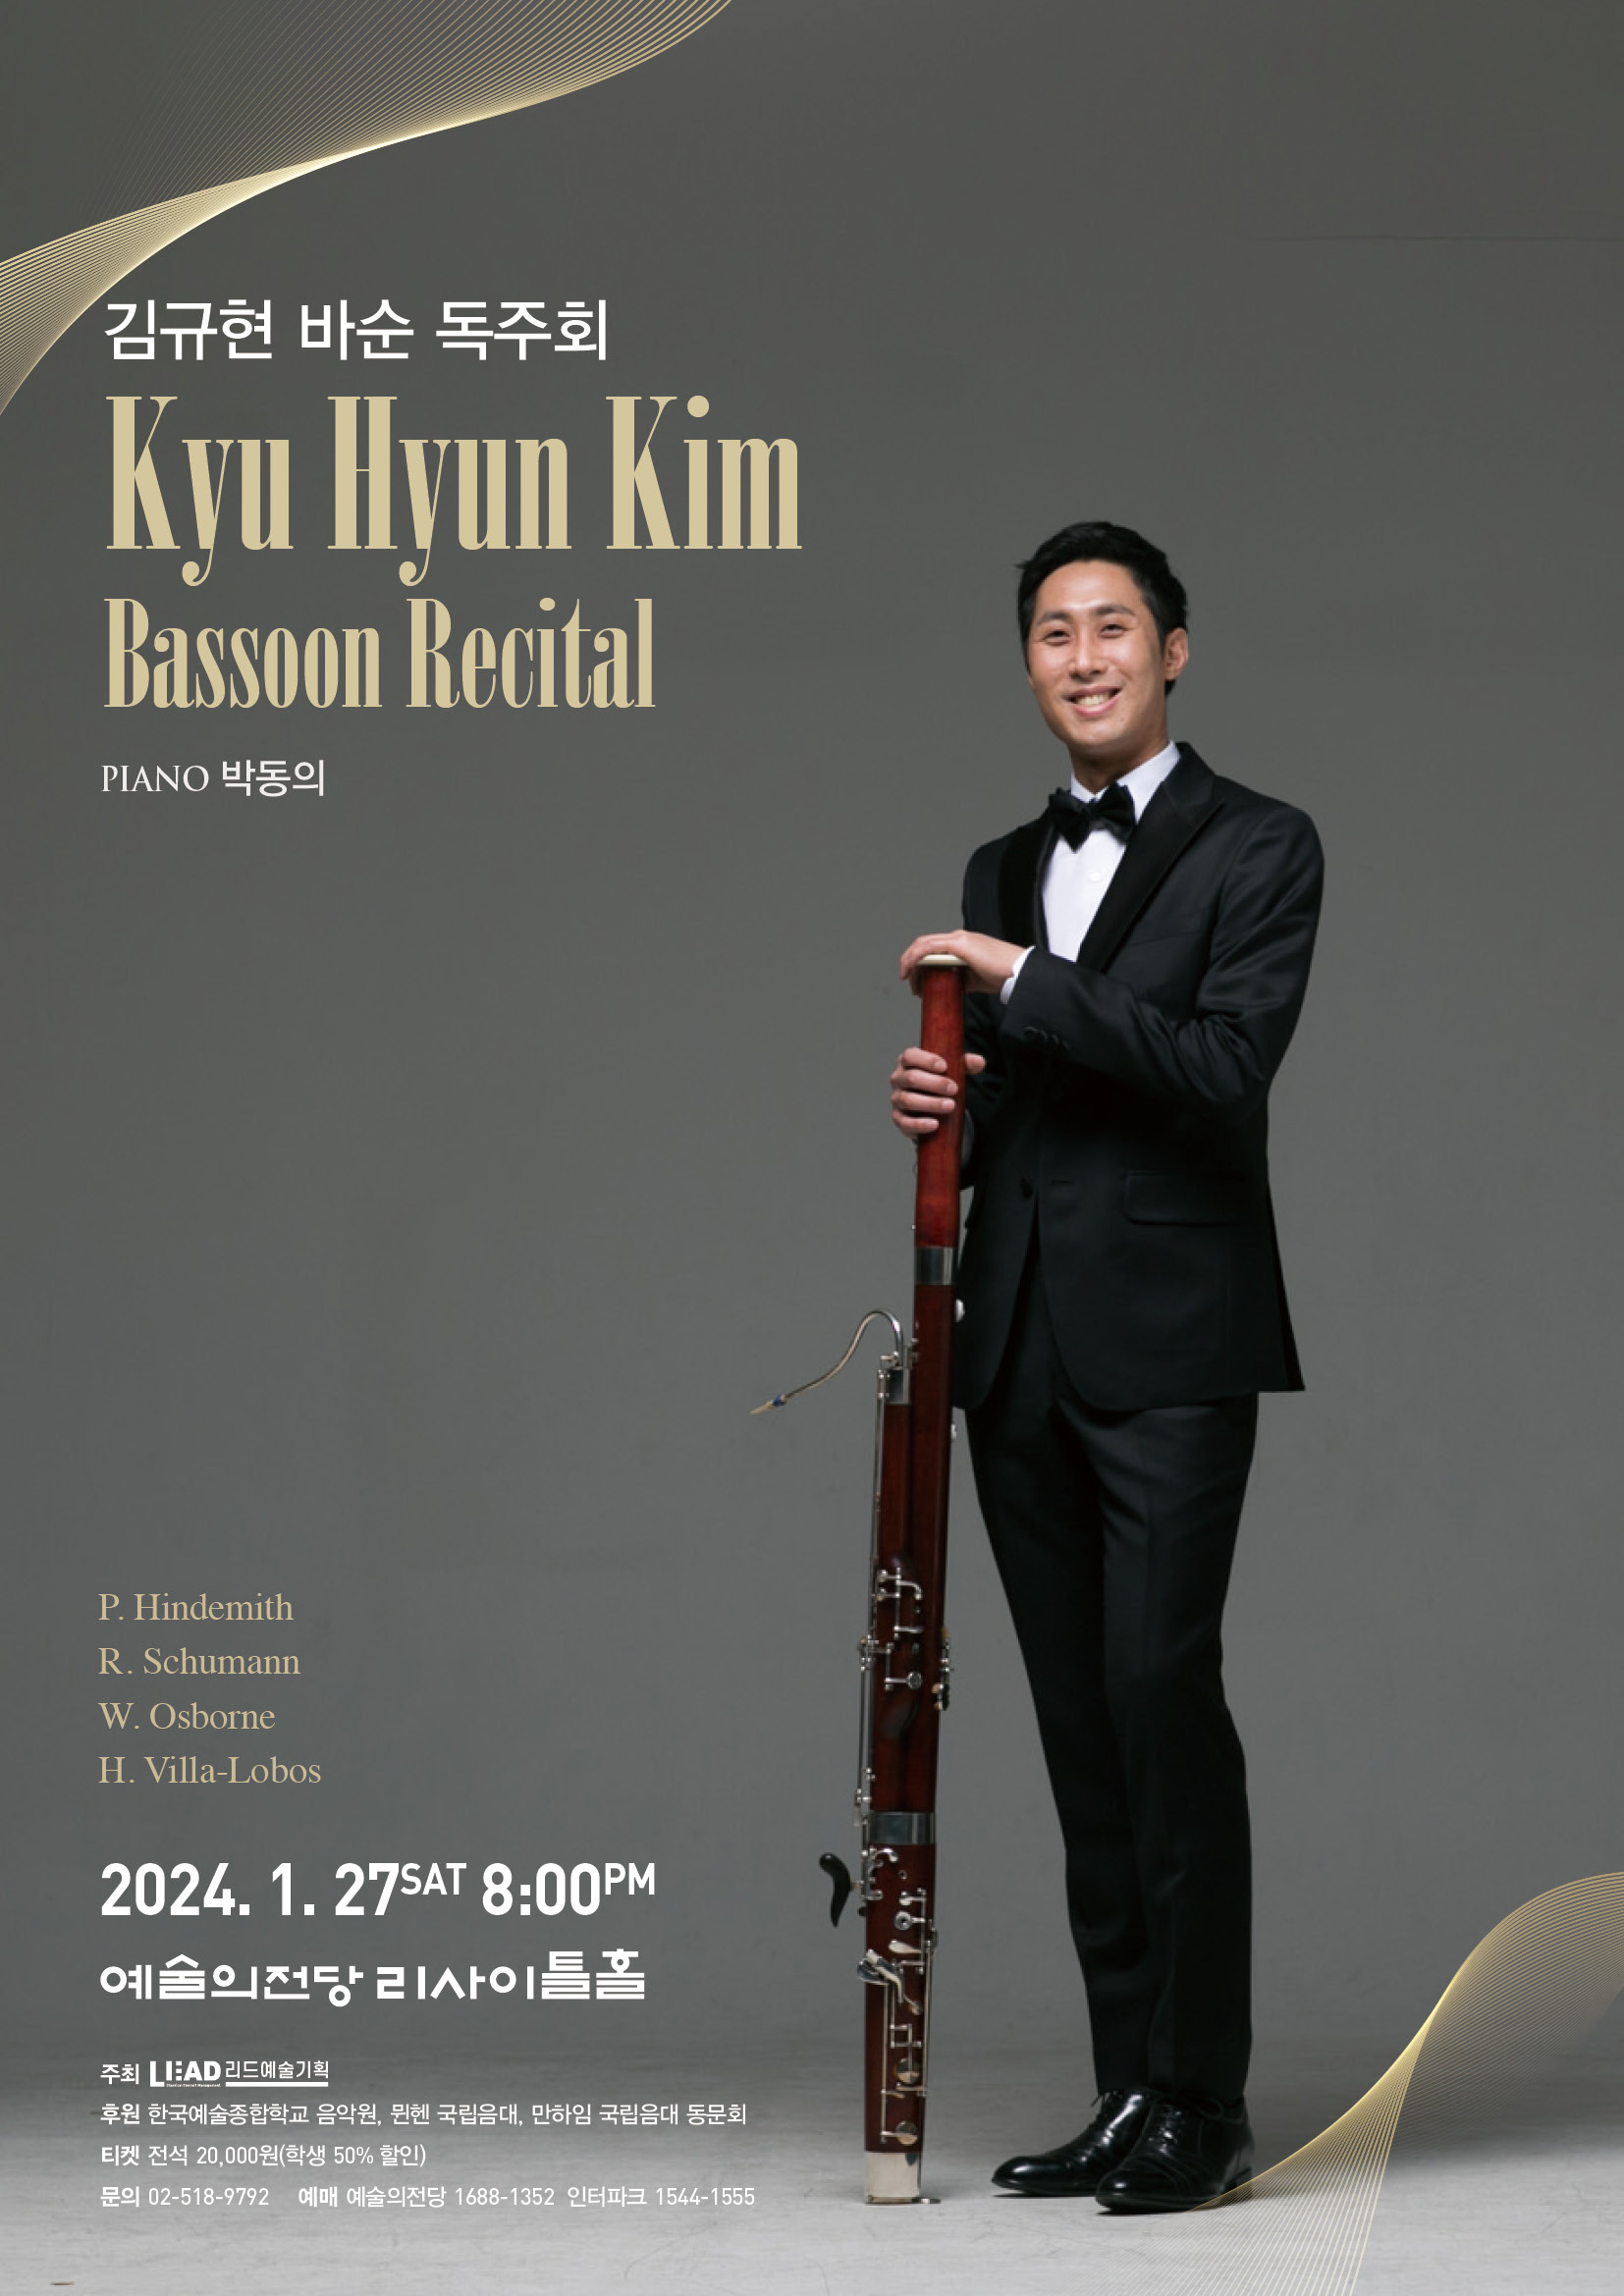 김규현 바순 독주회
Kyu Hyun Kim
Bassoon Recital
PIANO 박동의
P. Hindemith
R. Schumann
W. Osborne
H. Villa-Lobos
2024. 1. 27SAT 8:00PM
예술의전당 리사이틀홀
주최 LEAD 리드예술기획
후원 한국예술종합학교 음악원, 뮌헨 국립음대, 만하임 국립음대 동문회
티켓 전석 20,000원(학생 50% 할인)
문의 02-518-9792 예매 예술의전당 1688-1352 인터파크 1544-1555